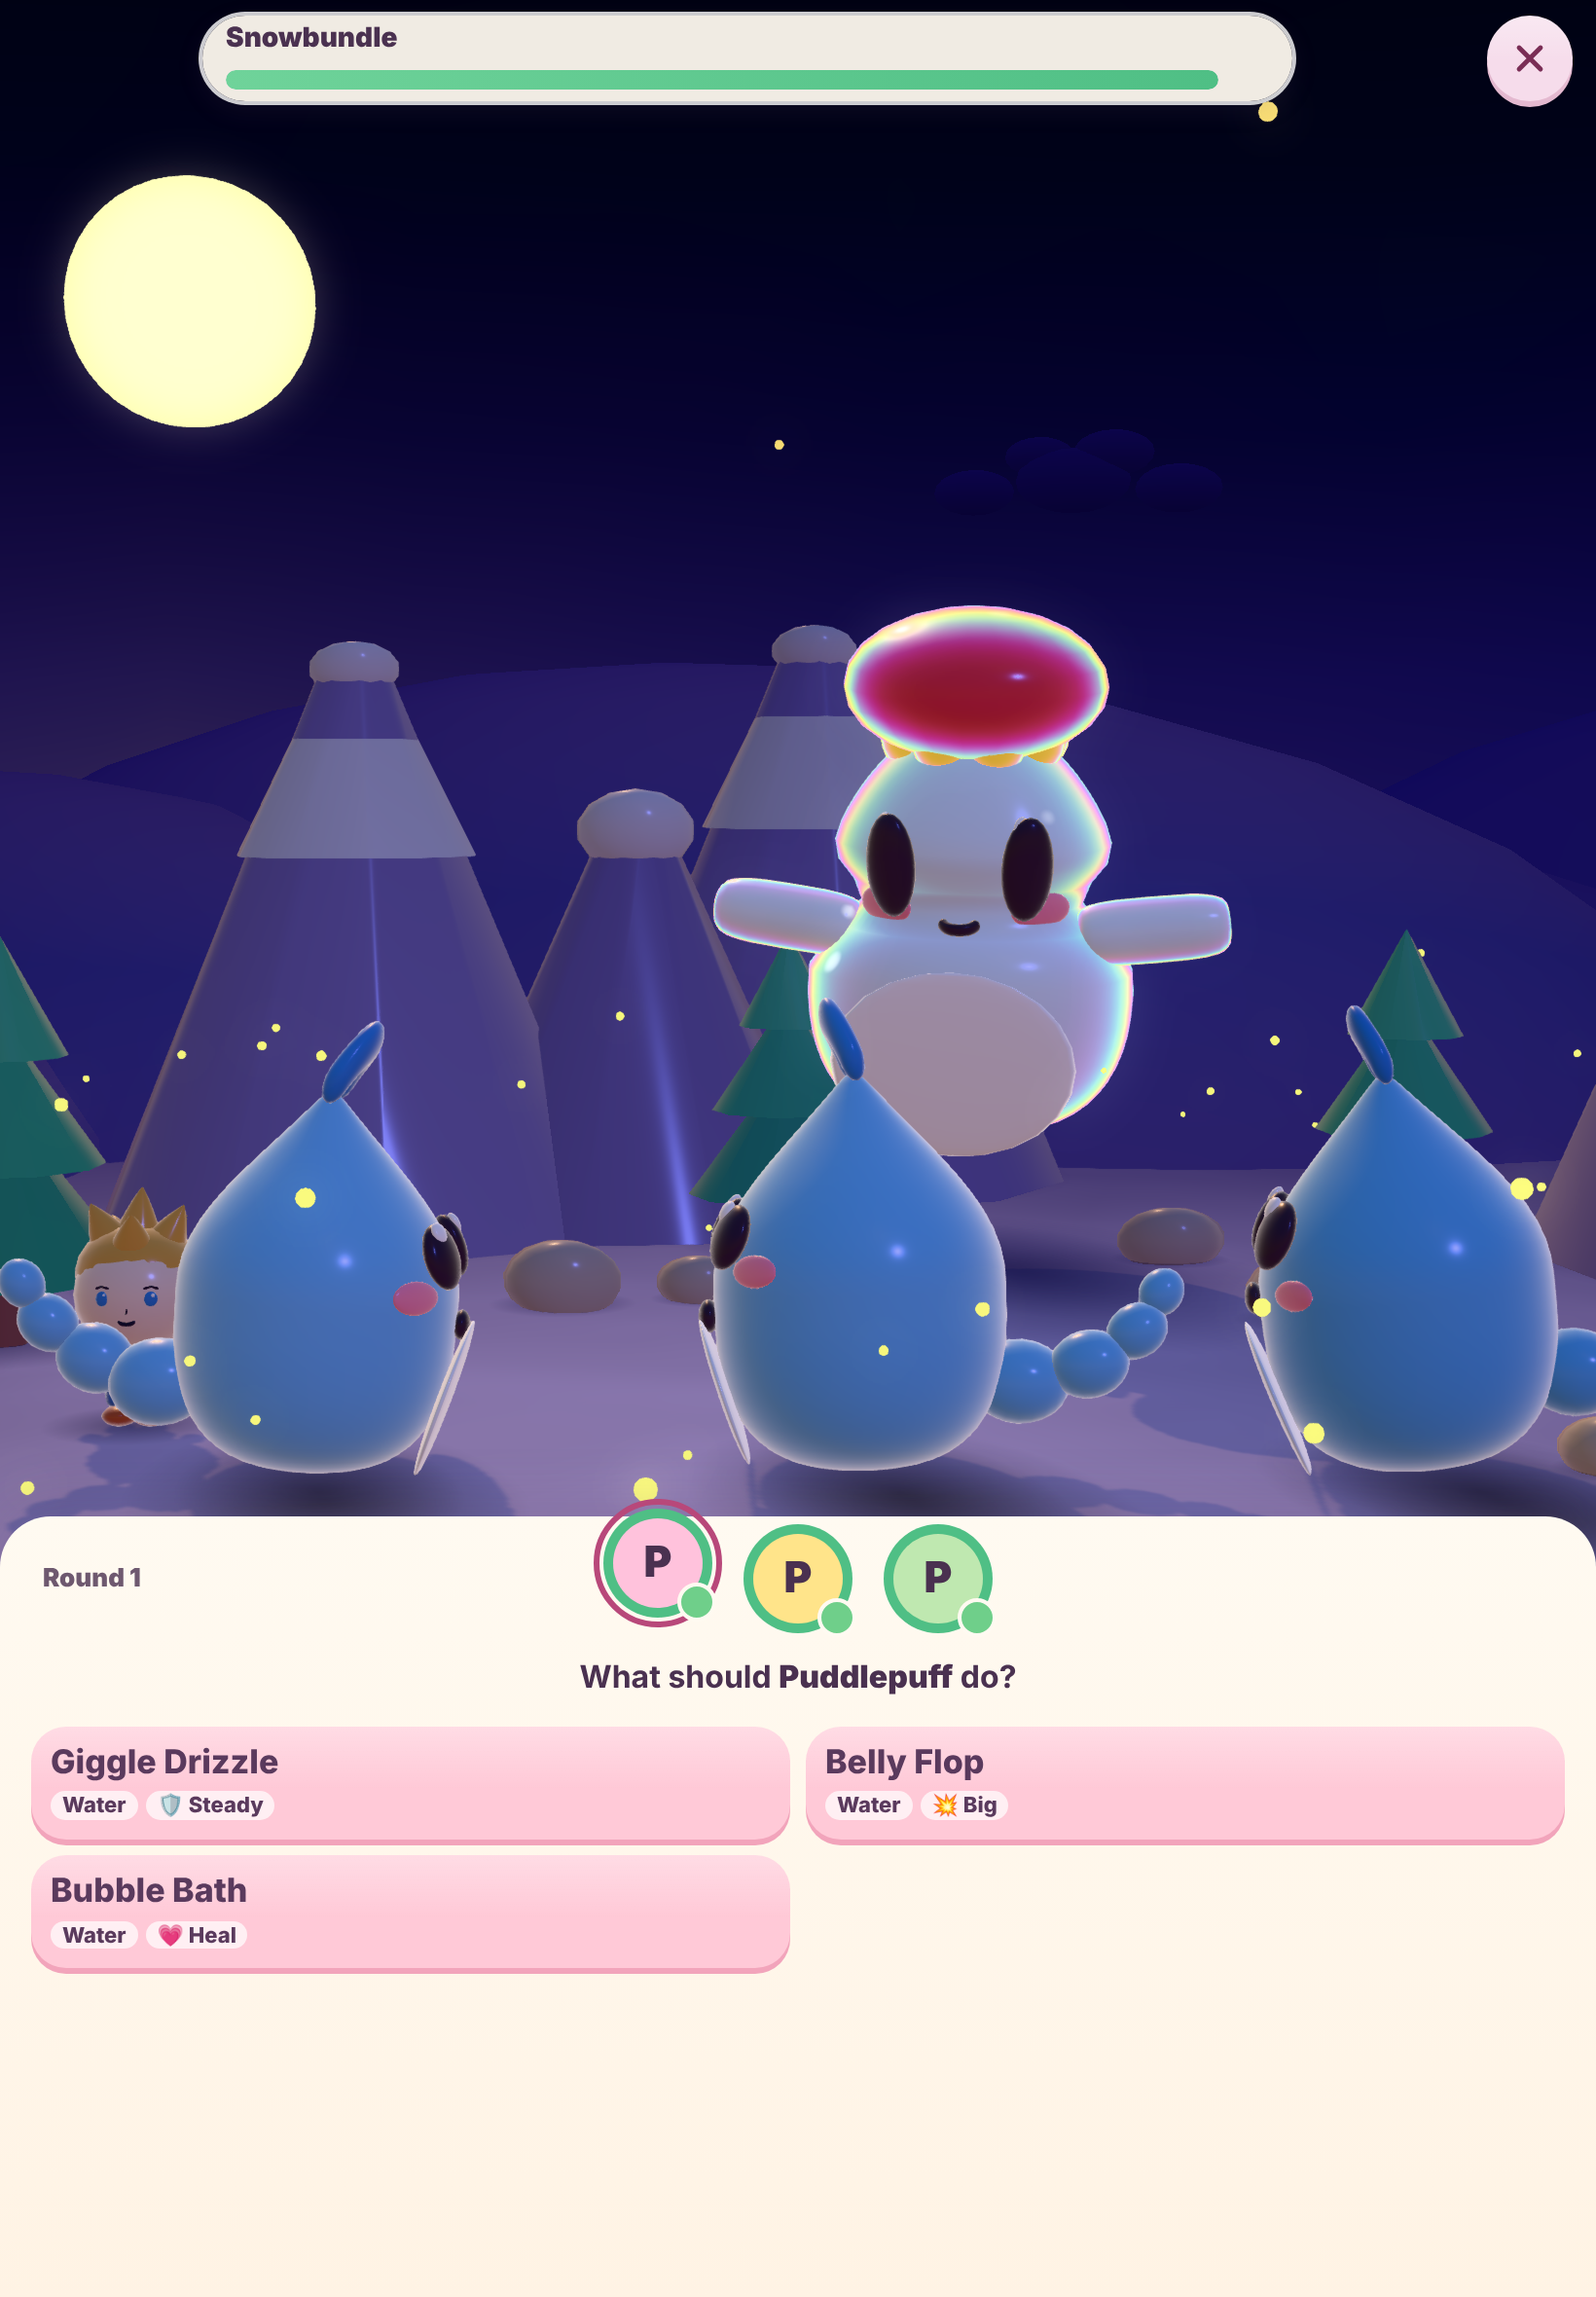 Snowbundle
Round 1
P P P
What should Puddlepuff do?
Giggle Drizzle
Water 🛡️ Steady
Belly Flop
Water 💥 Big
Bubble Bath
Water 💗 Heal